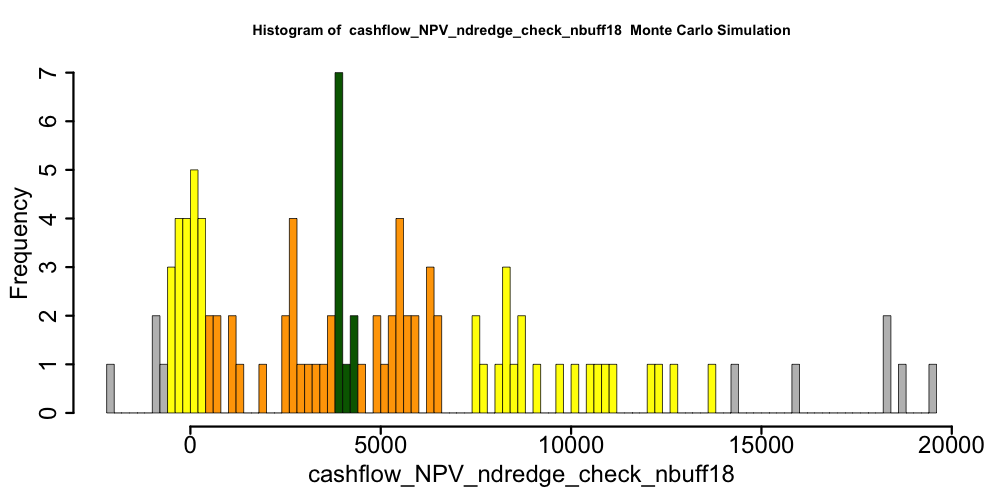 Histogram of  cashflow_NPV_ndredge_check_nbuff18  Monte Carlo Simulation
7
6
5
4
3
2
1
0
Frequency
0 5000 10000 15000 20000
cashflow_NPV_ndredge_check_nbuff18